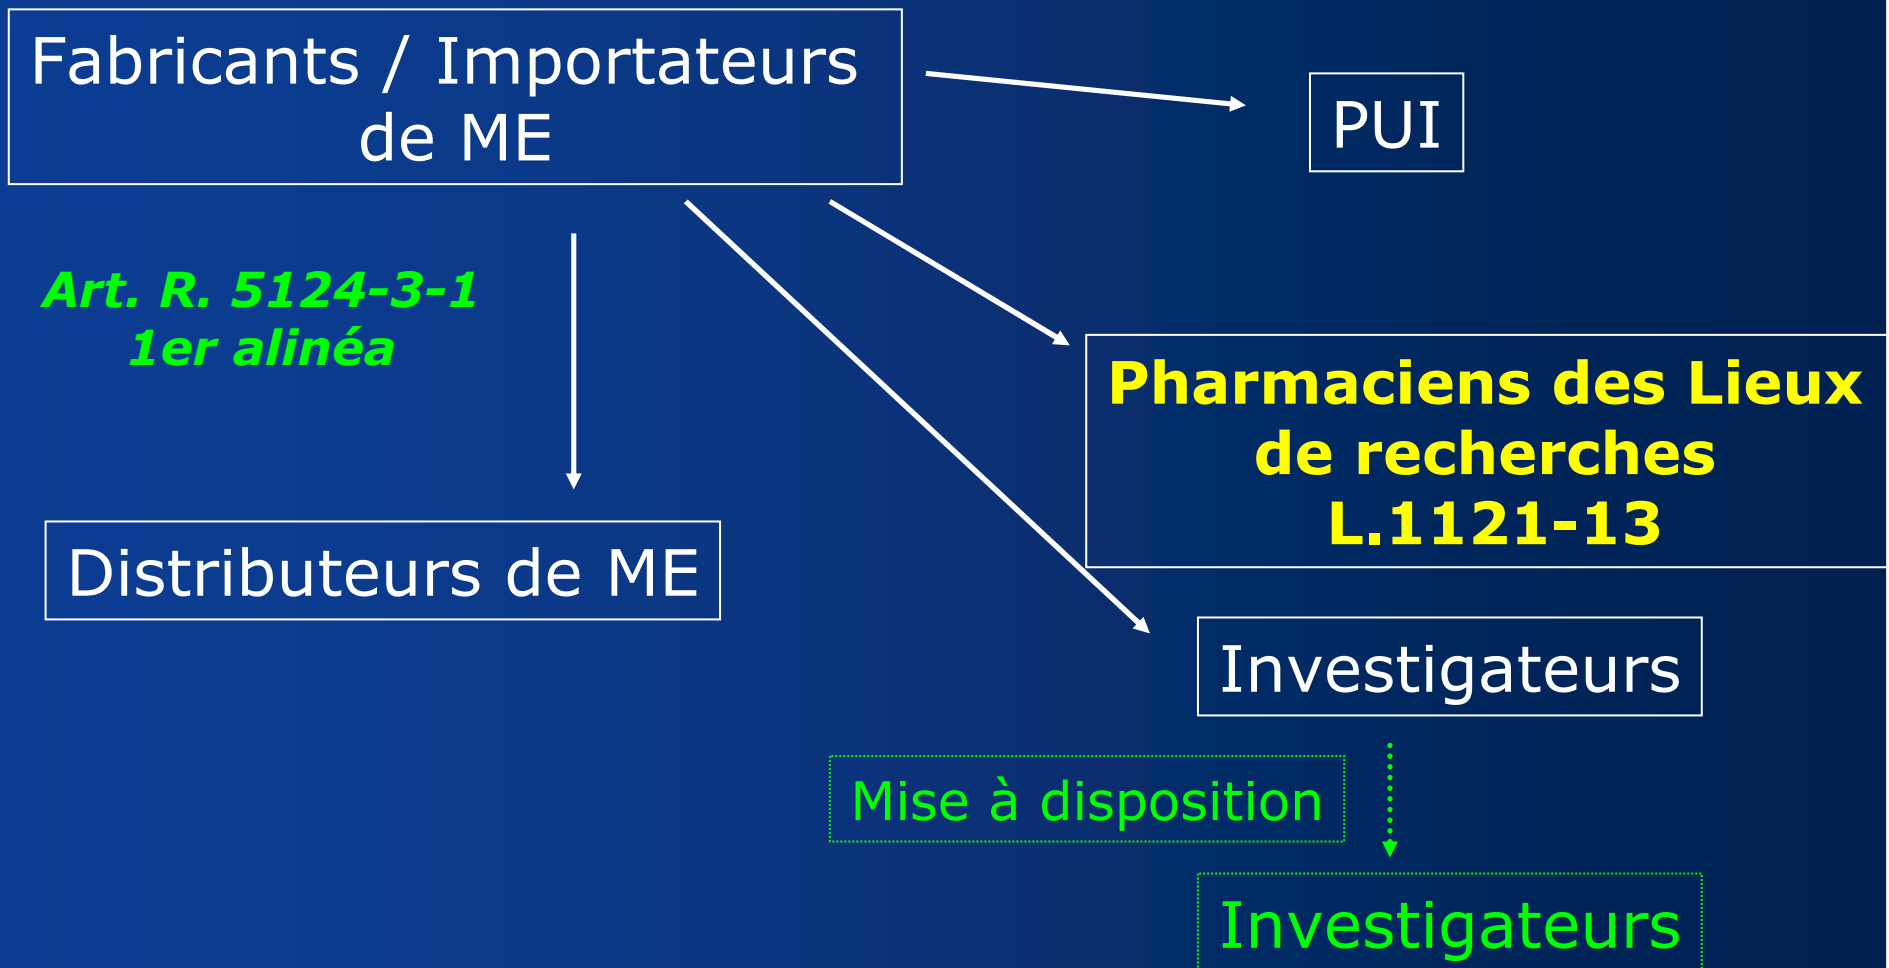 Fabricants / Importateurs
de ME
PUI
Art. R. 5124-3-1
1er alinéa
Pharmaciens des Lieux
de recherches
L.1121-13
Distributeurs de ME
Investigateurs
Mise à disposition
Investigateurs